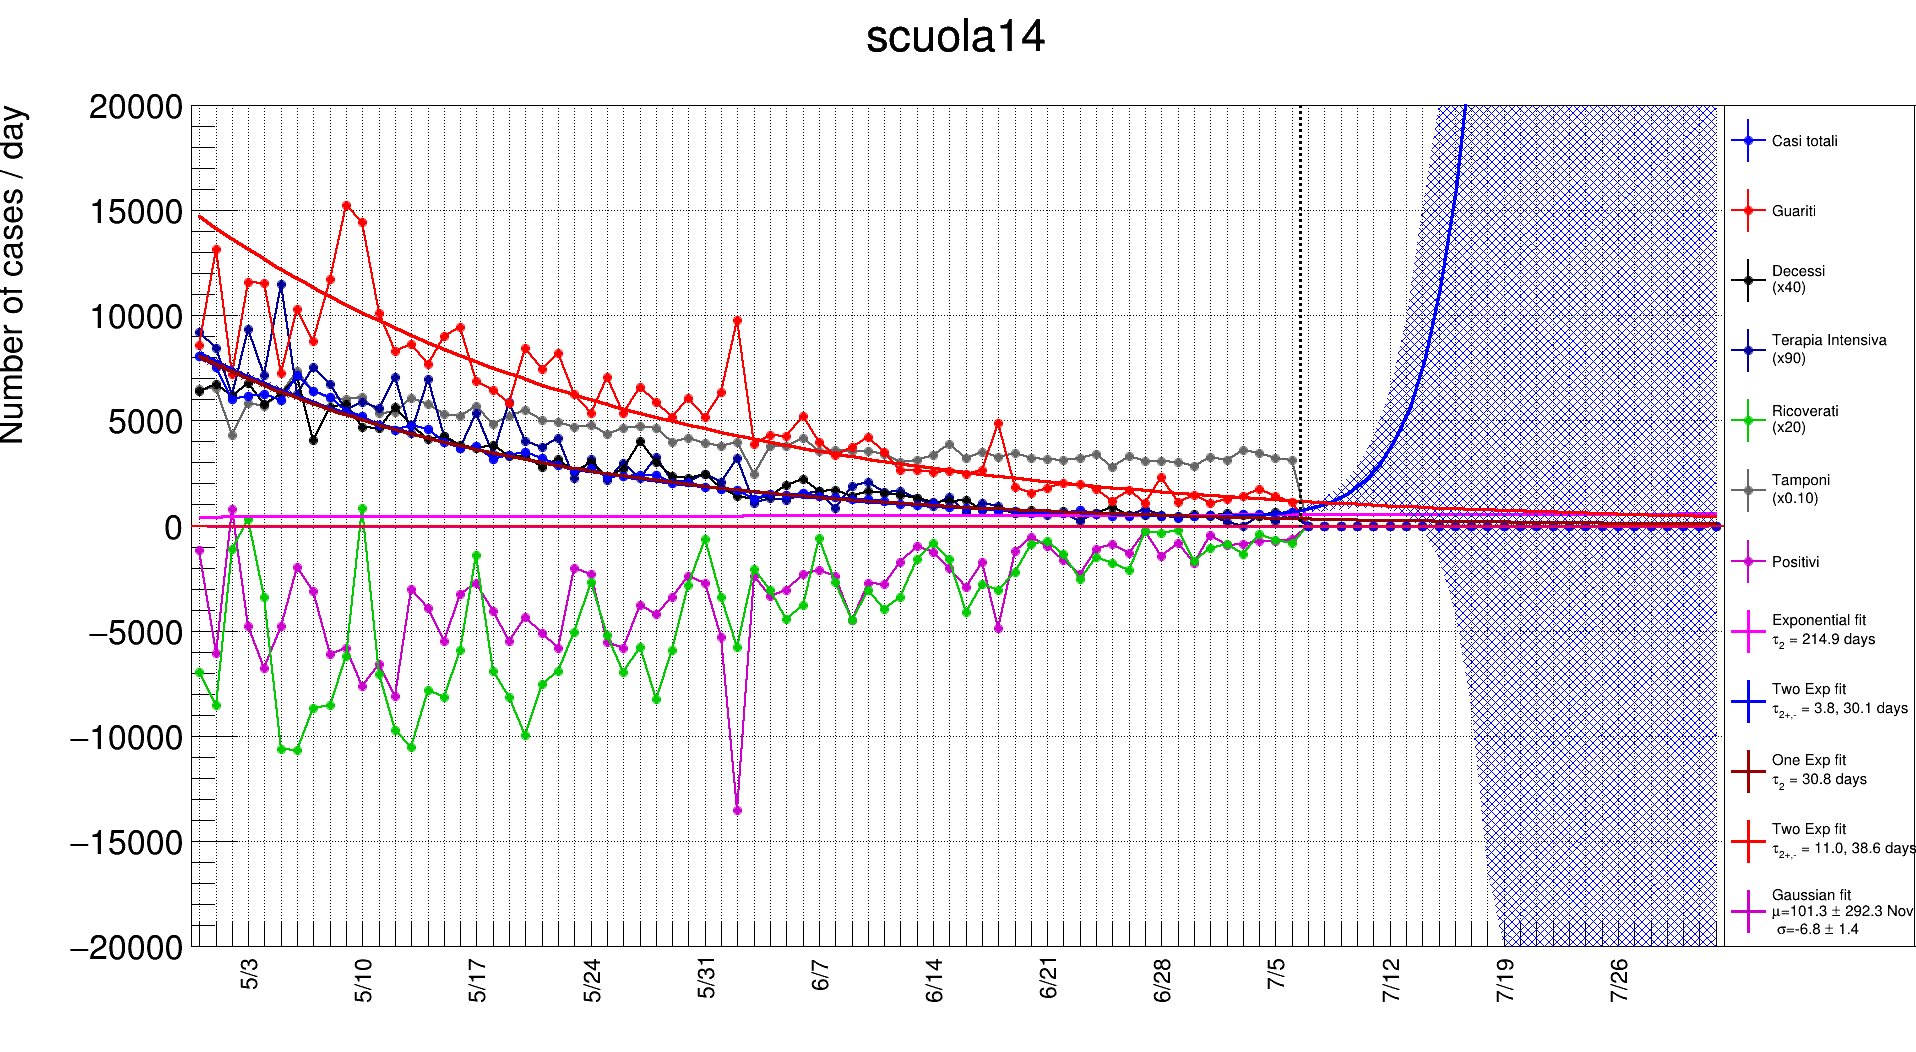 scuola14
Number of cases / day
20000
15000
10000
5000
0
−5000
−10000
−15000
−20000
5/3
5/10
5/17
5/24
5/31
6/7
6/14
6/21
6/28
7/5
7/12
7/19
7/26
Casi totali
Guariti
Decessi
(x40)
Terapia Intensiva
(x90)
Ricoverati
(x20)
Tamponi
(x0.10)
Positivi
Exponential fit
τ2 = 214.9 days
Two Exp fit
τ2+,- = 3.8, 30.1 days
One Exp fit
τ2 = 30.8 days
Two Exp fit
τ2+,- = 11.0, 38.6 days
Gaussian fit
μ=101.3 ± 292.3 Nov
σ=-6.8 ± 1.4